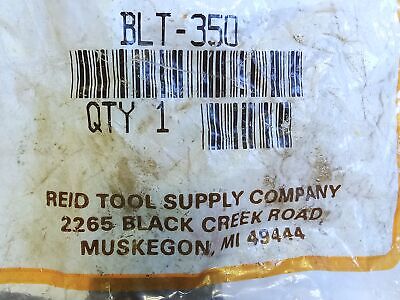 BLT-350
QTY 1
REID TOOL SUPPLY COMPANY
2265 BLACK CREEK ROAD
MUSKEGON, MI 49444